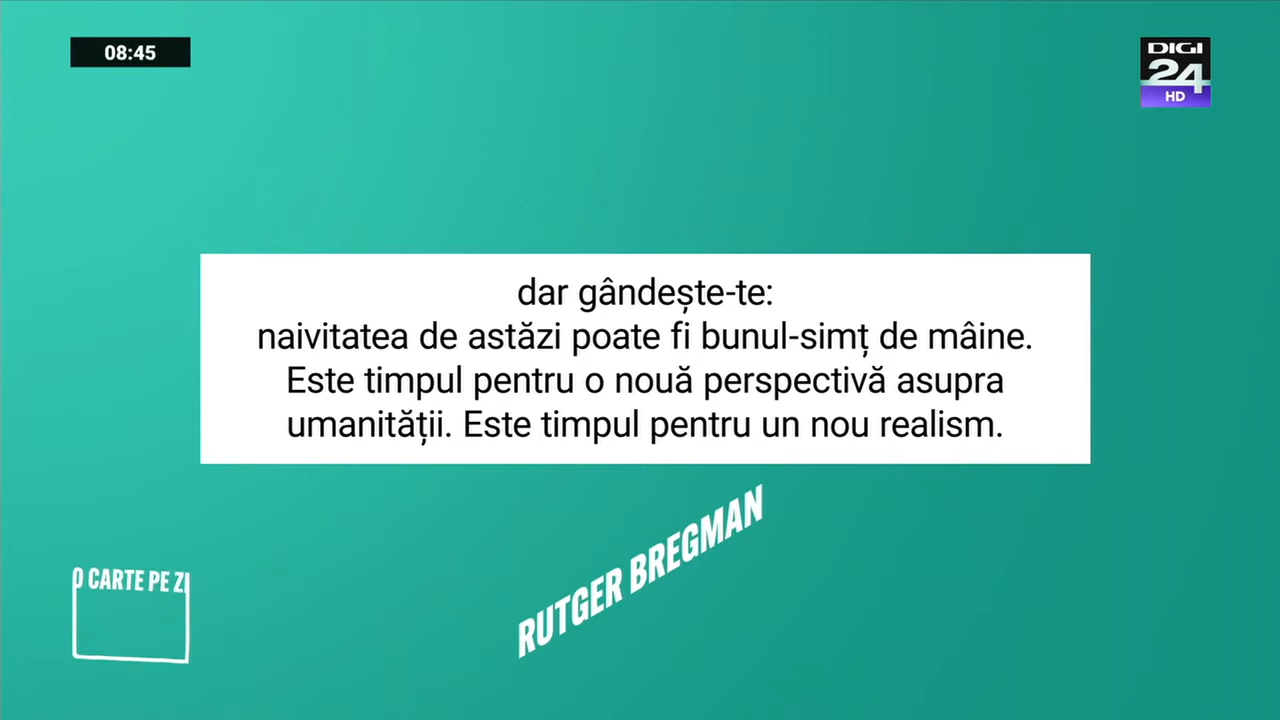 08:45
DIGI
24
HD
dar gândește-te:
naivitatea de astăzi poate fi bunul-simț de mâine.
Este timpul pentru o nouă perspectivă asupra
umanității. Este timpul pentru un nou realism.
RUTGER BREGMAN
O CARTE PE ZI